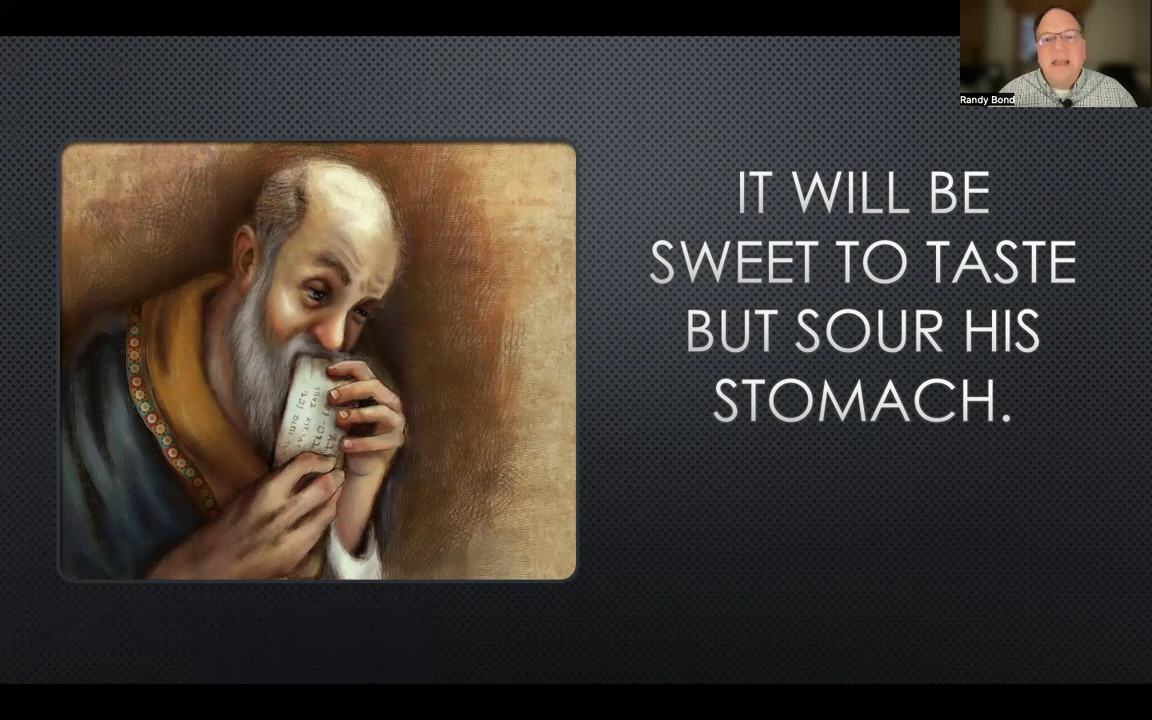 Randy Bond
IT WILL BE
SWEET TO TASTE
BUT SOUR HIS
STOMACH.